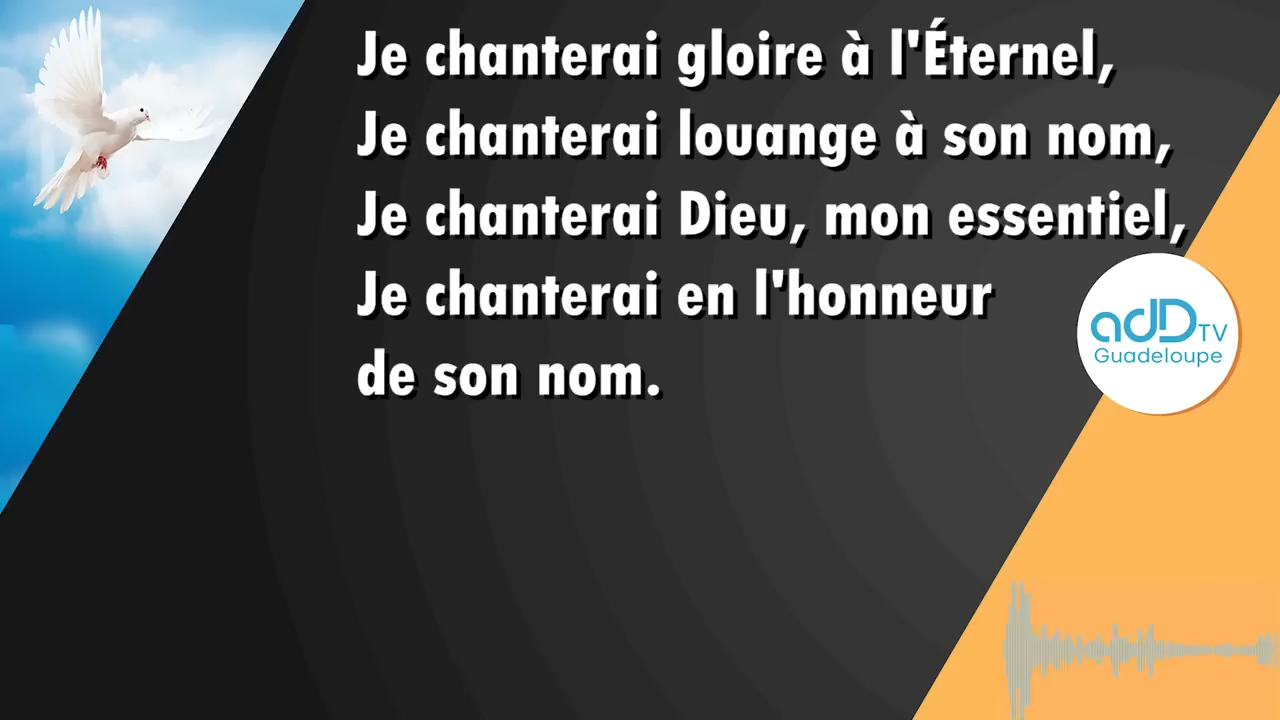 Je chanterai gloire à l'Éternel,
Je chanterai louange à son nom,
Je chanterai Dieu, mon essentiel,
Je chanterai en l'honneur
de son nom.
adD TV
Guadeloupe